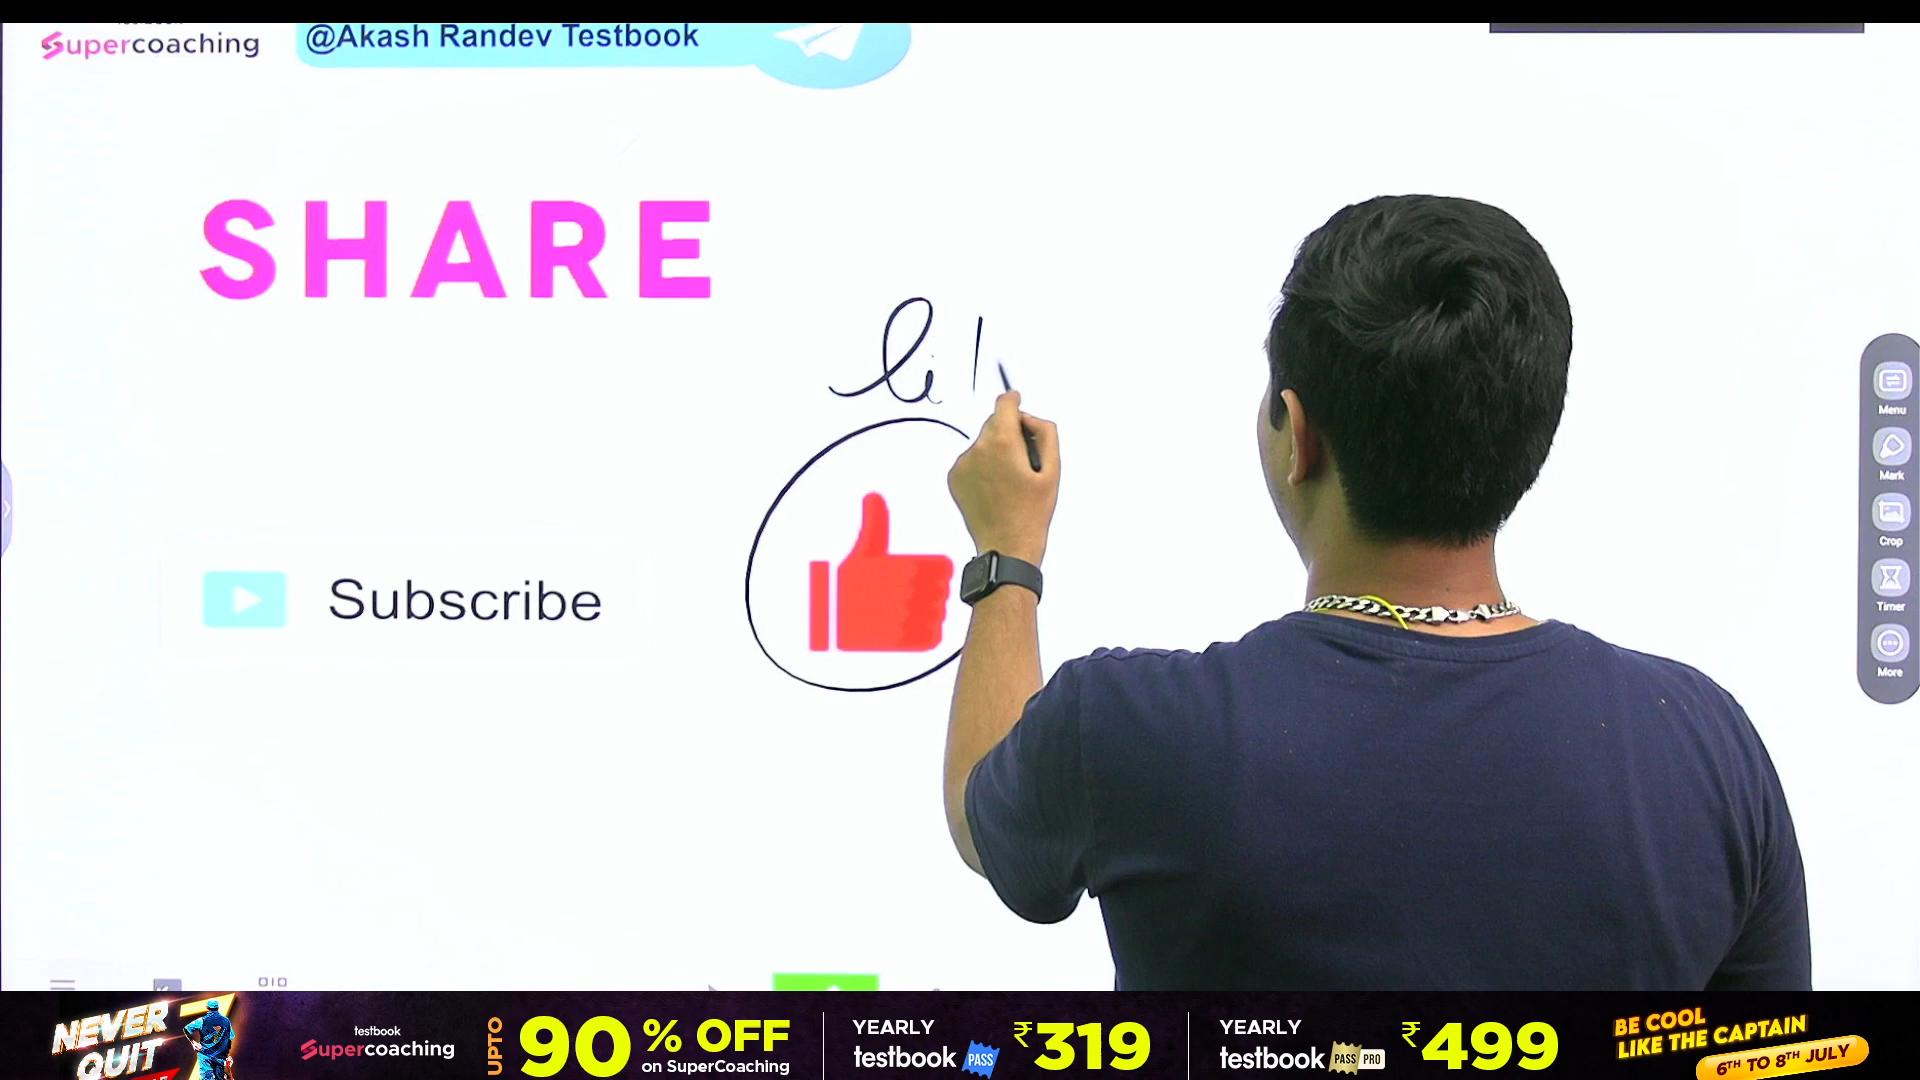 Supercoaching
@Akash Randev Testbook
SHARE
li
Subscribe
Menu
Mark
Crop
Timer
More
NEVER
QUIT
7
testbook
Supercoaching
UPTO
90% OFF
on SuperCoaching
YEARLY
testbook PASS
₹319
YEARLY
testbook PASS PRO
₹499
BE COOL
LIKE THE CAPTAIN
6TH TO 8TH JULY